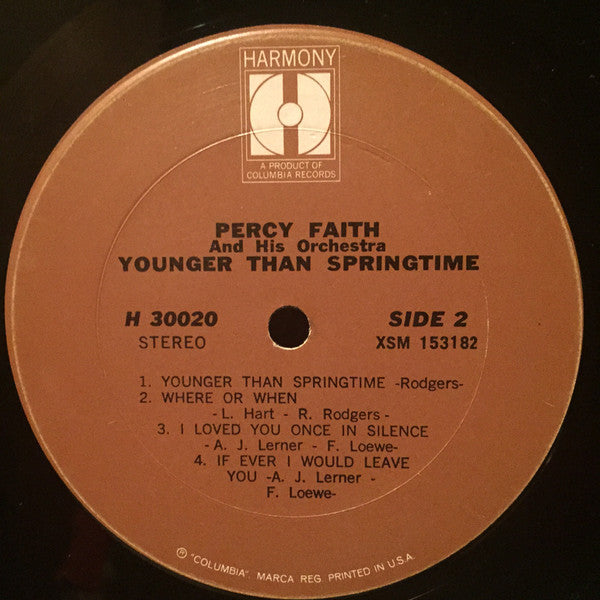 HARMONY
H
A PRODUCT OF
COLUMBIA RECORDS
PERCY FAITH
And His Orchestra
YOUNGER THAN SPRINGTIME
H 30020 SIDE 2
STEREO XSM 153182
1. YOUNGER THAN SPRINGTIME -Rodgers-
2. WHERE OR WHEN
-L. Hart - R. Rodgers -
3. I LOVED YOU ONCE IN SILENCE
-A. J. Lerner - F. Loewe-
4. IF EVER I WOULD LEAVE
YOU -A. J. Lerner -
F. Loewe-
® "COLUMBIA". MARCA REG. PRINTED IN U.S.A.